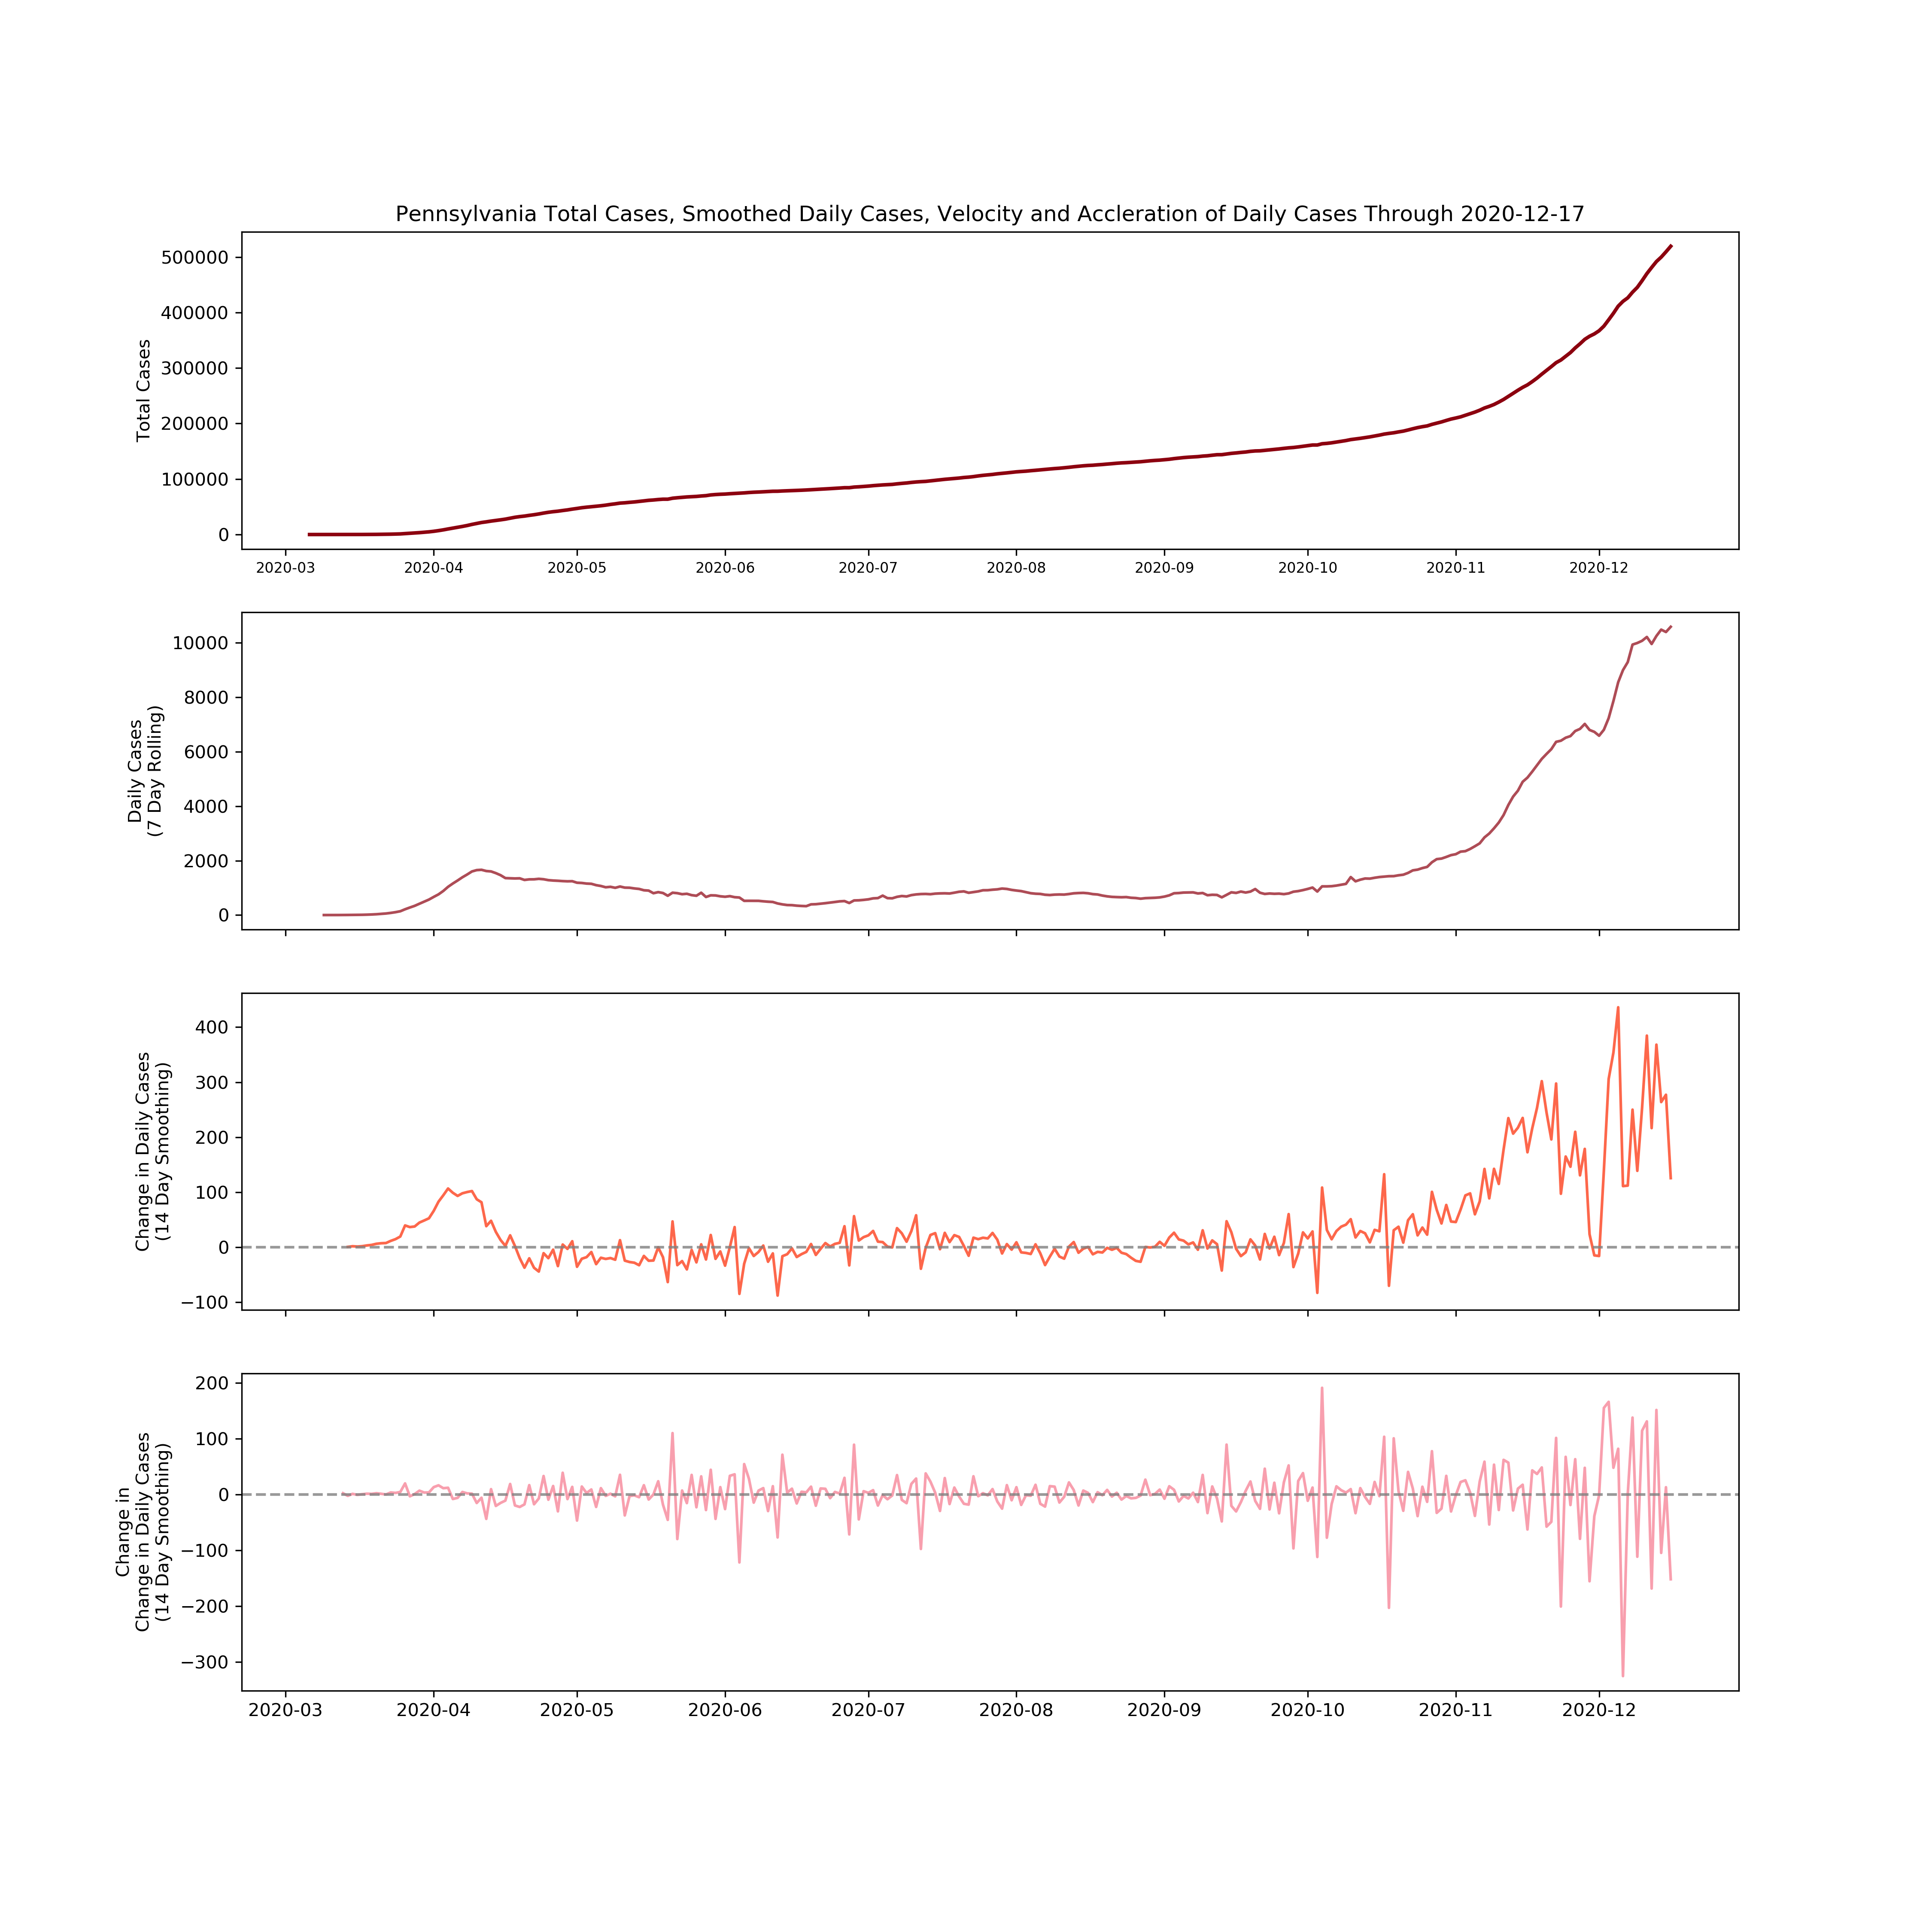 Pennsylvania Total Cases, Smoothed Daily Cases, Velocity and Accleration of Daily Cases Through 2020-12-17
Total Cases
500000
400000
300000
200000
100000
0
2020-03 2020-04 2020-05 2020-06 2020-07 2020-08 2020-09 2020-10 2020-11 2020-12
Daily Cases
(7 Day Rolling)
10000
8000
6000
4000
2000
0
Change in Daily Cases
(14 Day Smoothing)
400
300
200
100
0
−100
Change in
Change in Daily Cases
(14 Day Smoothing)
200
100
0
−100
−200
−300
2020-03 2020-04 2020-05 2020-06 2020-07 2020-08 2020-09 2020-10 2020-11 2020-12